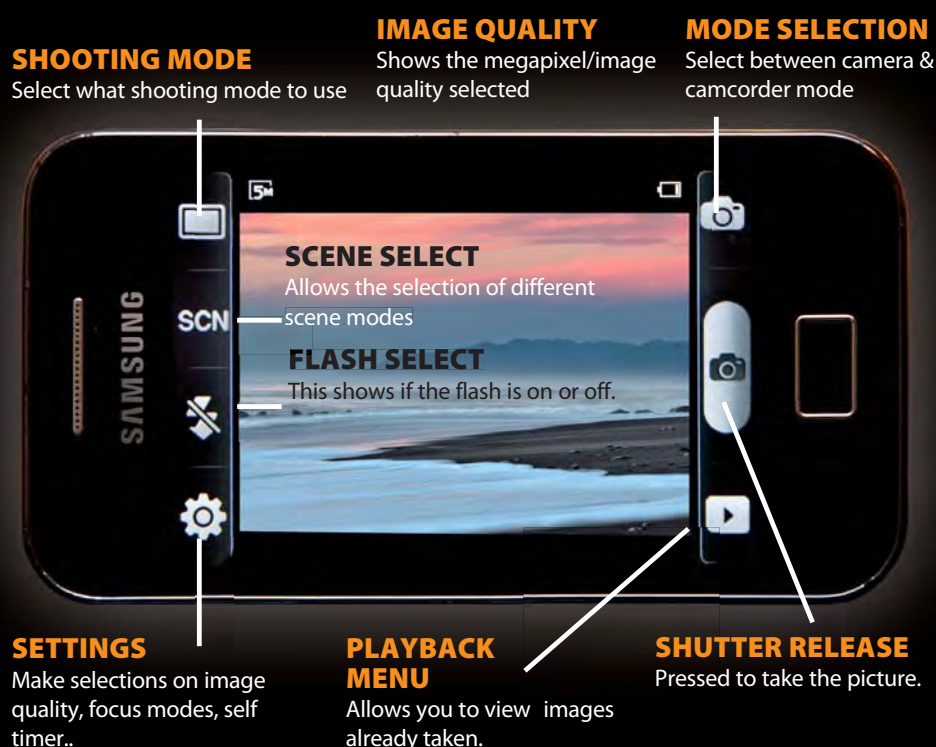 SHOOTING MODE
Select what shooting mode to use
IMAGE QUALITY
Shows the megapixel/image
quality selected
MODE SELECTION
Select between camera &
camcorder mode
5M
SAMSUNG
SCN
SCENE SELECT
Allows the selection of different
scene modes
FLASH SELECT
This shows if the flash is on or off.
SETTINGS
Make selections on image
quality, focus modes, self
timer..
PLAYBACK
MENU
Allows you to view images
already taken.
SHUTTER RELEASE
Pressed to take the picture.